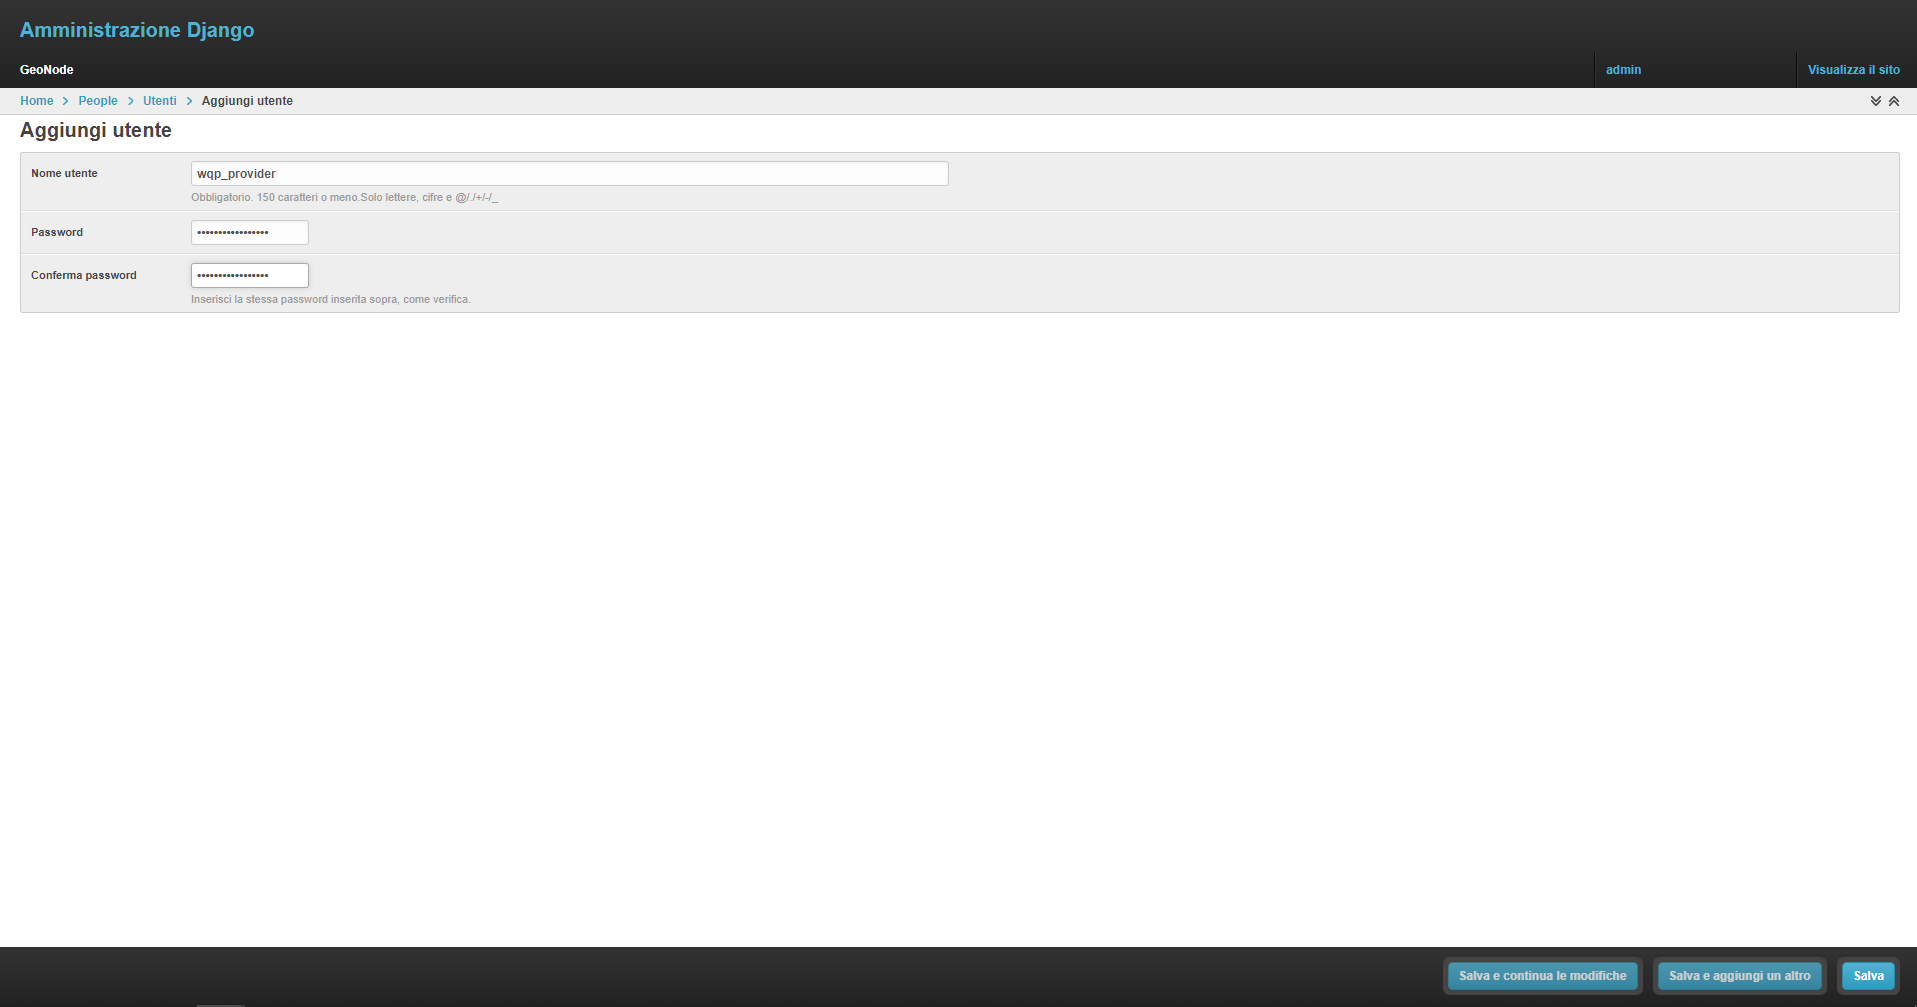 Amministrazione Django
GeoNode
admin
Visualizza il sito
Home > People > Utenti > Aggiungi utente
Aggiungi utente
Nome utente
wqp_provider
Obbligatorio. 150 caratteri o meno.Solo lettere, cifre e @/./+/-/_
Password
•••••••••••••••••
Conferma password
•••••••••••••••••
Inserisci la stessa password inserita sopra, come verifica.
Salva e continua le modifiche
Salva e aggiungi un altro
Salva